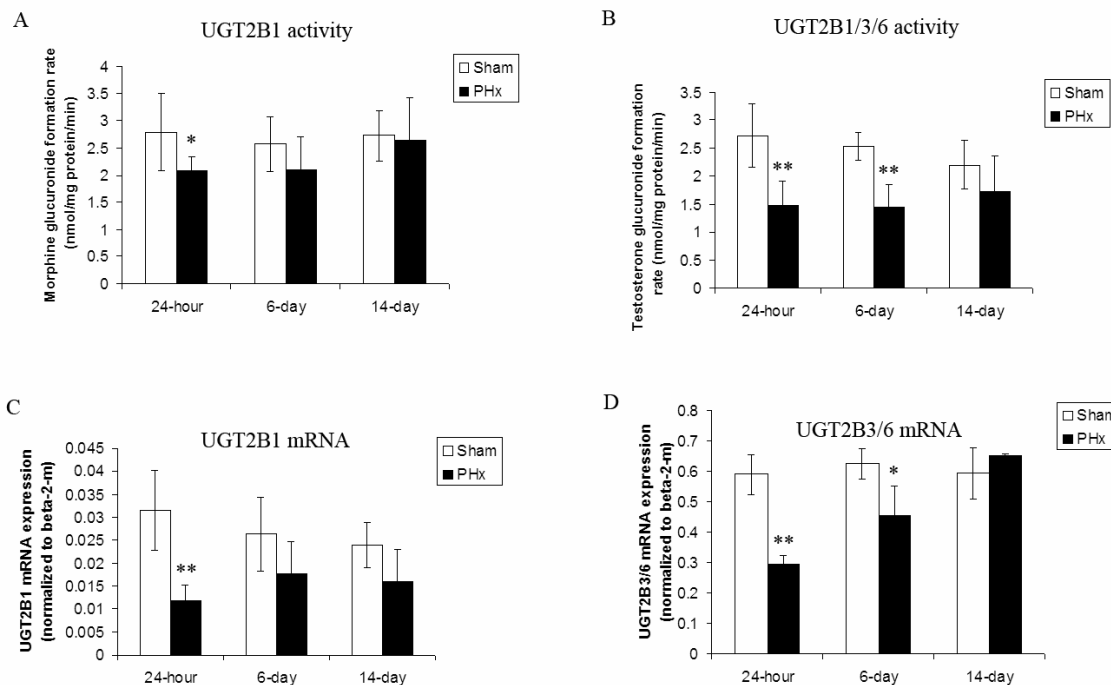 A
UGT2B1 activity
Sham
PHx
Morphine glucuronide formation rate
(nmol/mg protein/min)
4
3.5
3
2.5
2
1.5
1
0.5
0
*
24-hour
6-day
14-day
B
UGT2B1/3/6 activity
Sham
PHx
Testosterone glucuronide formation
rate (nmol/mg protein/min)
3.5
3
2.5
2
1.5
1
0.5
0
**
**
24-hour
6-day
14-day
C
UGT2B1 mRNA
Sham
PHx
UGT2B1 mRNA expression
(normalized to beta-2-m)
0.045
0.04
0.035
0.03
0.025
0.02
0.015
0.01
0.005
0
**
24-hour
6-day
14-day
D
UGT2B3/6 mRNA
Sham
PHx
UGT2B3/6 mRNA expression
(normalized to beta-2-m)
0.8
0.7
0.6
0.5
0.4
0.3
0.2
0.1
0
**
*
24-hour
6-day
14-day